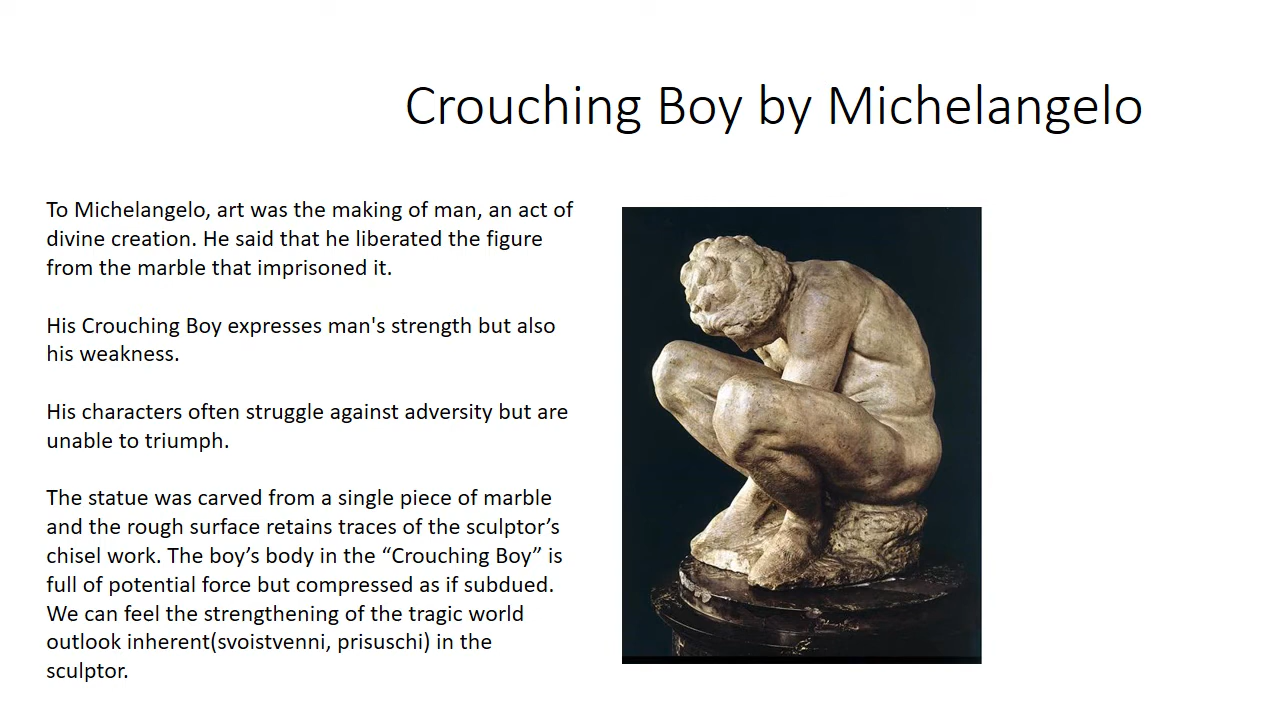 Crouching Boy by Michelangelo
To Michelangelo, art was the making of man, an act of
divine creation. He said that he liberated the figure
from the marble that imprisoned it.
His Crouching Boy expresses man's strength but also
his weakness.
His characters often struggle against adversity but are
unable to triumph.
The statue was carved from a single piece of marble
and the rough surface retains traces of the sculptor’s
chisel work. The boy’s body in the “Crouching Boy” is
full of potential force but compressed as if subdued.
We can feel the strengthening of the tragic world
outlook inherent(svoistvenni, prisuschi) in the
sculptor.